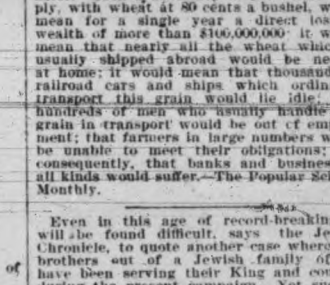 ply, with wheat at 80 cents a bushel, w
mean for a single year a direct los
wealth of more than $100,000,000; it w
mean that nearly all the wheat whic
usually shipped abroad would be ne
at home; it would mean that thousand
railroad cars and ships which ordin
transport this grain would lie idle;
hundreds of men who usually handle
grain in transport would be out of em
ment; that farmers in large numbers w
be unable to meet their obligations;
consequently, that banks and busines
all kinds would suffer.—The Popular Sci
Monthly.
Even in this age of record-breakin
will be found difficult, says the Je
Chronicle, to quote another case where
brothers out of a Jewish family of
of have been serving their King and cou